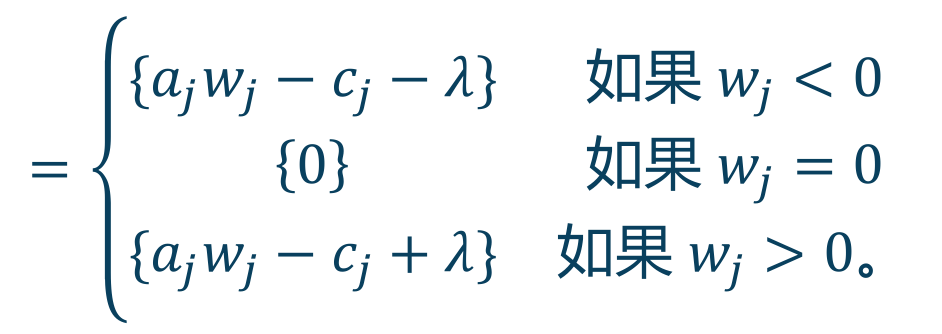 = { {a_j w_j − c_j − λ} 如果 w_j < 0
{0} 如果 w_j = 0
{a_j w_j − c_j + λ} 如果 w_j > 0。